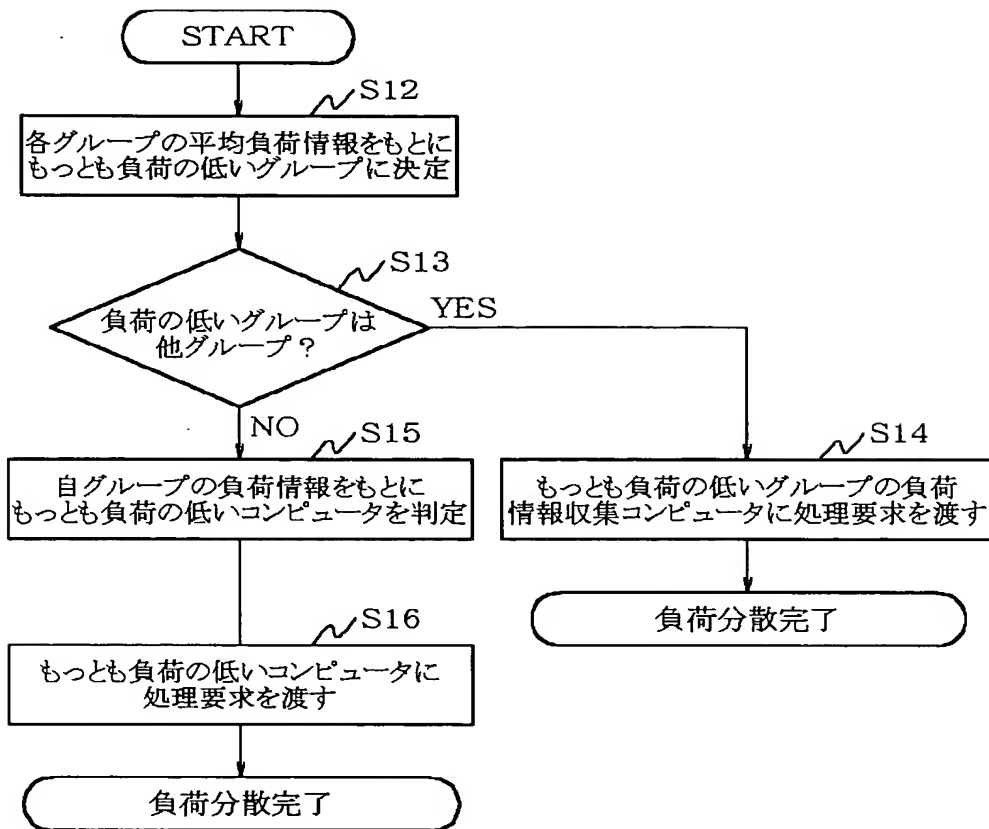 START
S12
各グループの平均負荷情報をもとに
もっとも負荷の低いグループに決定
S13
負荷の低いグループは
他グループ？
YES
NO
S15
自グループの負荷情報をもとに
もっとも負荷の低いコンピュータを判定
S14
もっとも負荷の低いグループの負荷
情報収集コンピュータに処理要求を渡す
負荷分散完了
S16
もっとも負荷の低いコンピュータに
処理要求を渡す
負荷分散完了